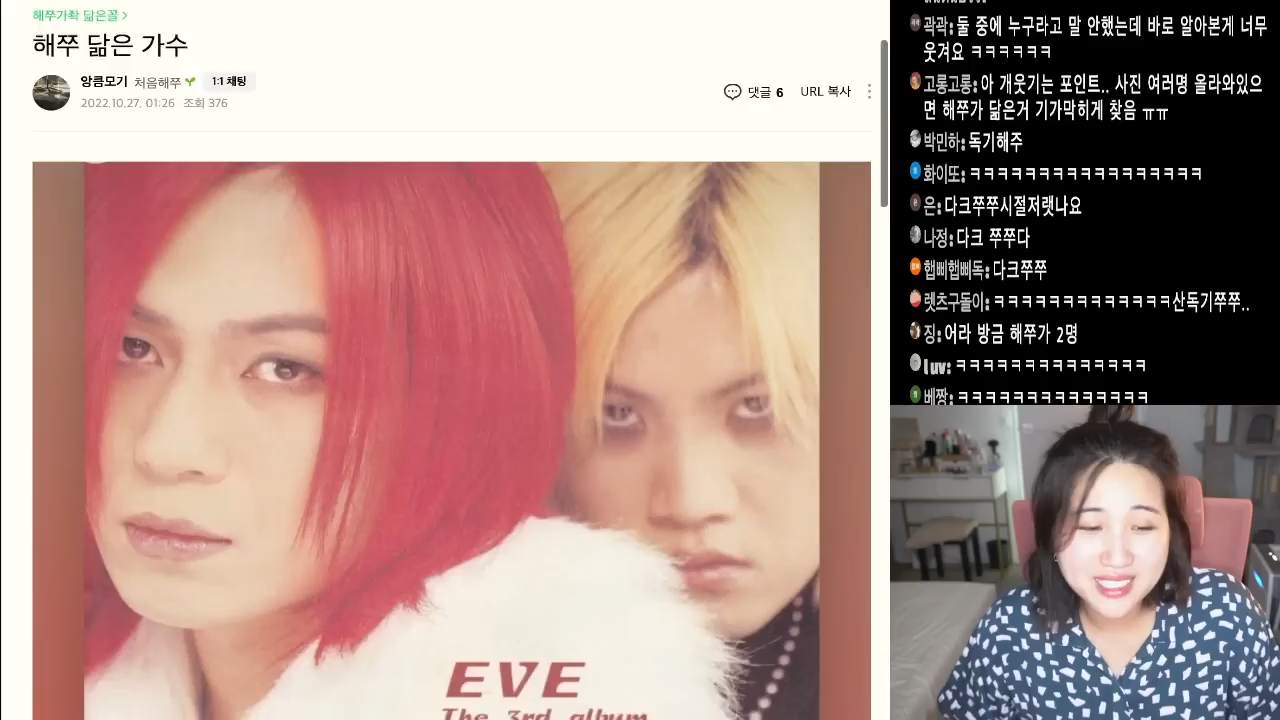 해쭈가좍 닮은꼴 >
해쭈 닮은 가수
앙큼모기 처음해쭈 1:1 채팅
2022.10.27. 01:26 조회 376
댓글 6 URL 복사
EVE
The 3rd album
곽곽: 둘 중에 누구라고 말 안했는데 바로 알아본게 너무
웃겨요 ㅋㅋㅋㅋㅋㅋ
고롱고롱: 아 개웃기는 포인트.. 사진 여러명 올라와있으
면 해쭈가 닮은거 기가막히게 찾음 ㅠㅠ
박민하: 독기해주
화이또: ㅋㅋㅋㅋㅋㅋㅋㅋㅋㅋㅋㅋㅋㅋㅋㅋㅋ
은: 다크쭈쭈시절저랫나요
나정: 다크 쭈쭈다
햅삐햅삐독: 다크쭈쭈
렛츠구돌이: ㅋㅋㅋㅋㅋㅋㅋㅋㅋㅋㅋㅋㅋ산독기쭈쭈..
징: 어라 방금 해쭈가 2명
luv: ㅋㅋㅋㅋㅋㅋㅋㅋㅋㅋㅋㅋㅋㅋ
베짱: ㅋㅋㅋㅋㅋㅋㅋㅋㅋㅋㅋㅋㅋㅋ